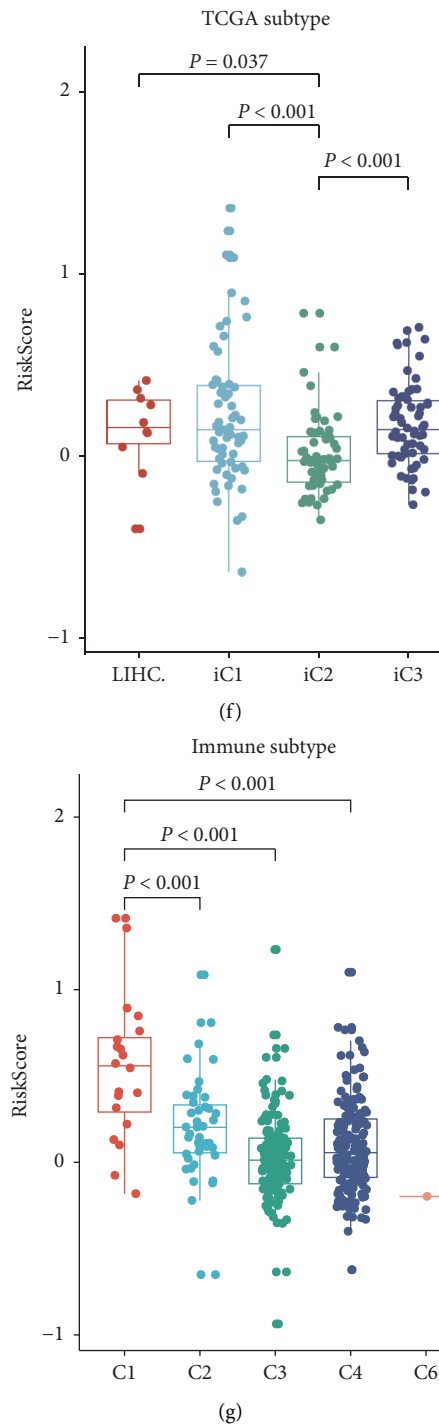 TCGA subtype
2
P = 0.037
P < 0.001
P < 0.001
1
RiskScore
0
−1
LIHC. iC1 iC2 iC3
(f)
Immune subtype
2
P < 0.001
P < 0.001
P < 0.001
1
RiskScore
0
−1
C1 C2 C3 C4 C6
(g)